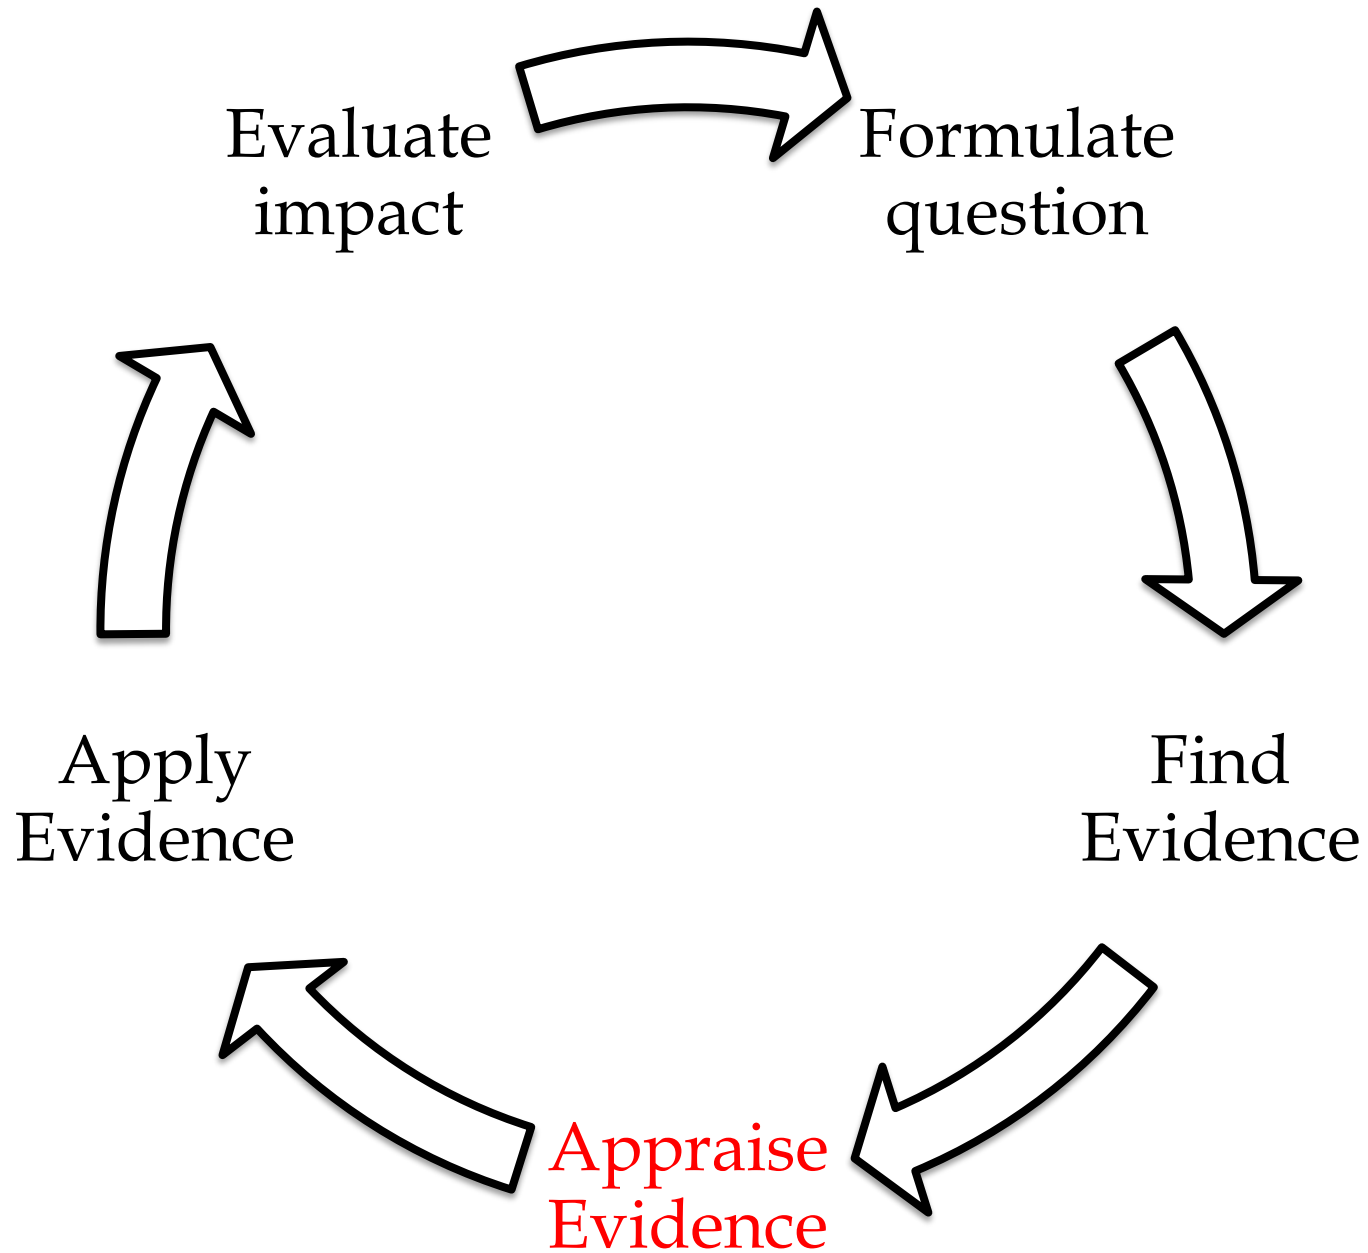 Evaluate
impact
Formulate
question
Find
Evidence
Appraise
Evidence
Apply
Evidence